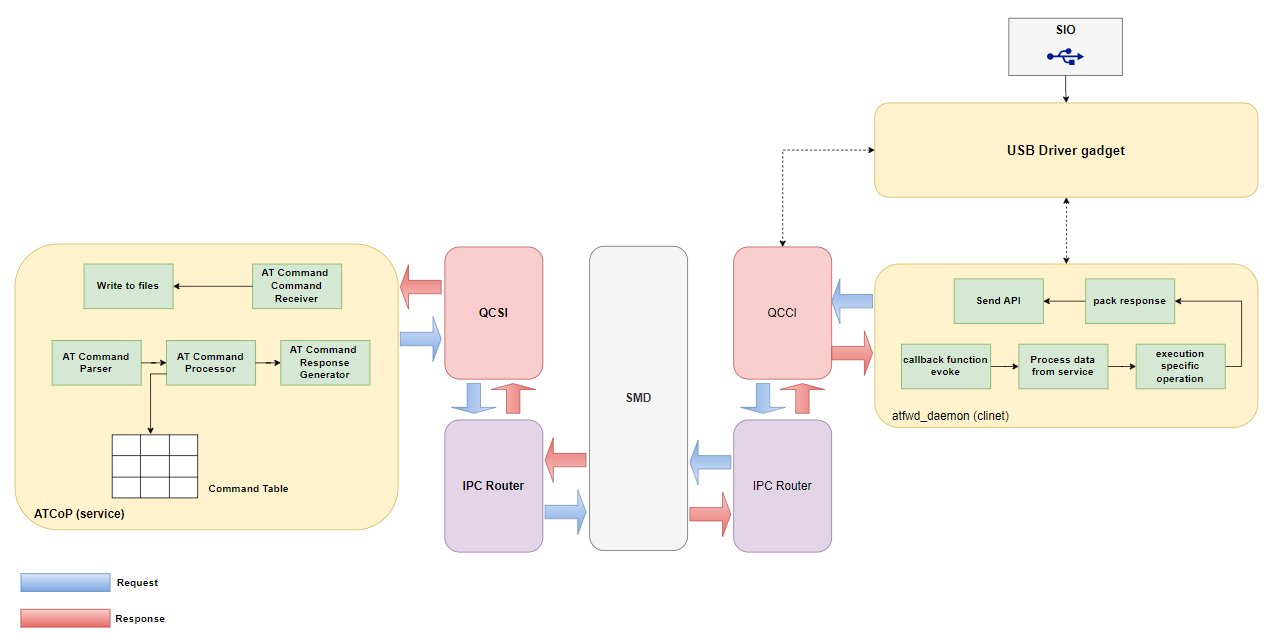 SIO
USB Driver gadget
Write to files
AT Command
Command
Receiver
AT Command
Parser
AT Command
Processor
AT Command
Response
Generator
Command Table
ATCoP (service)
QCSI
IPC Router
SMD
QCCI
IPC Router
Send API
pack response
callback function
evoke
Process data
from service
execution
specific
operation
atfwd_daemon (clinet)
Request
Response